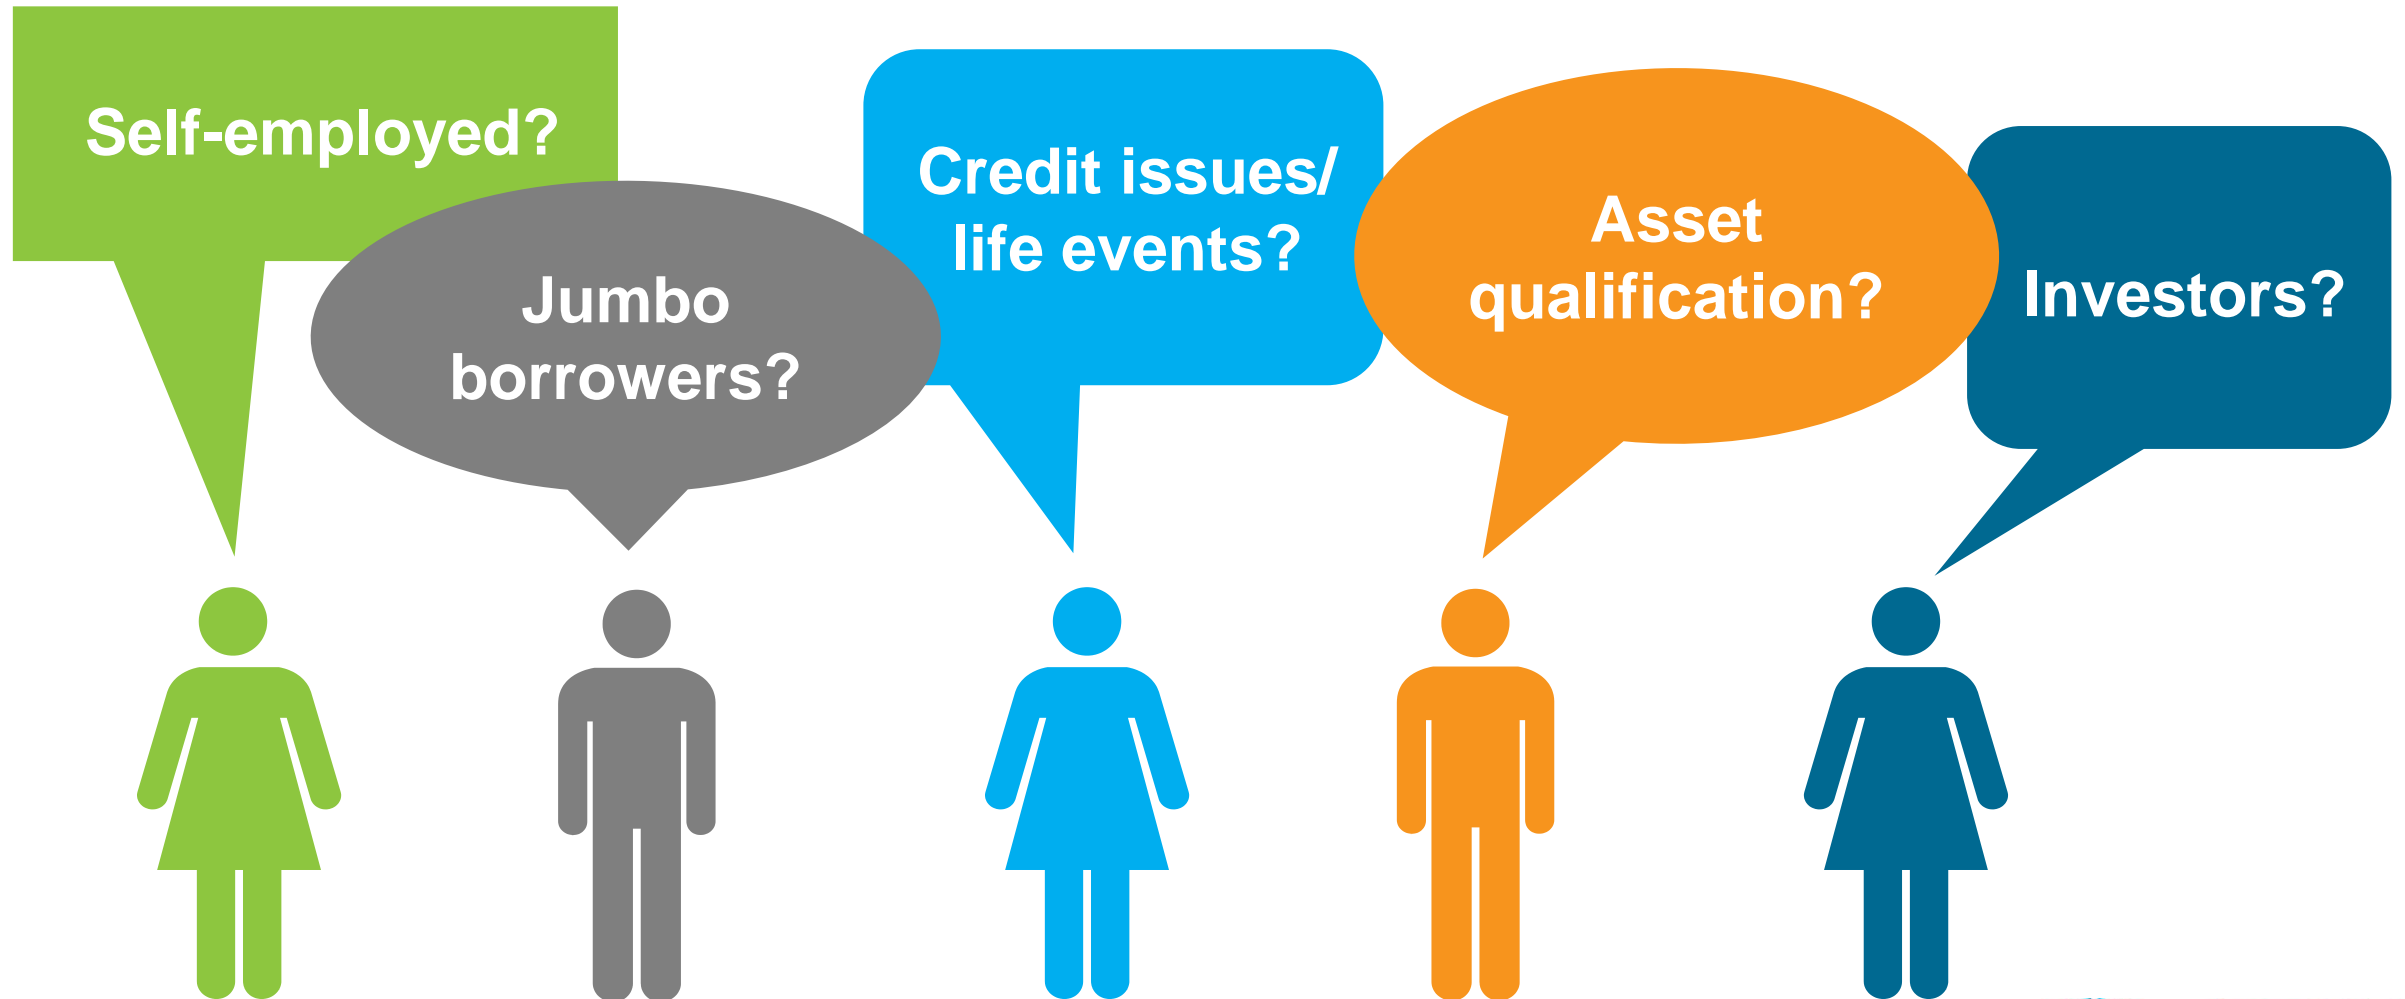 Self-employed?
Jumbo
borrowers?
Credit issues/
life events?
Asset
qualification?
Investors?